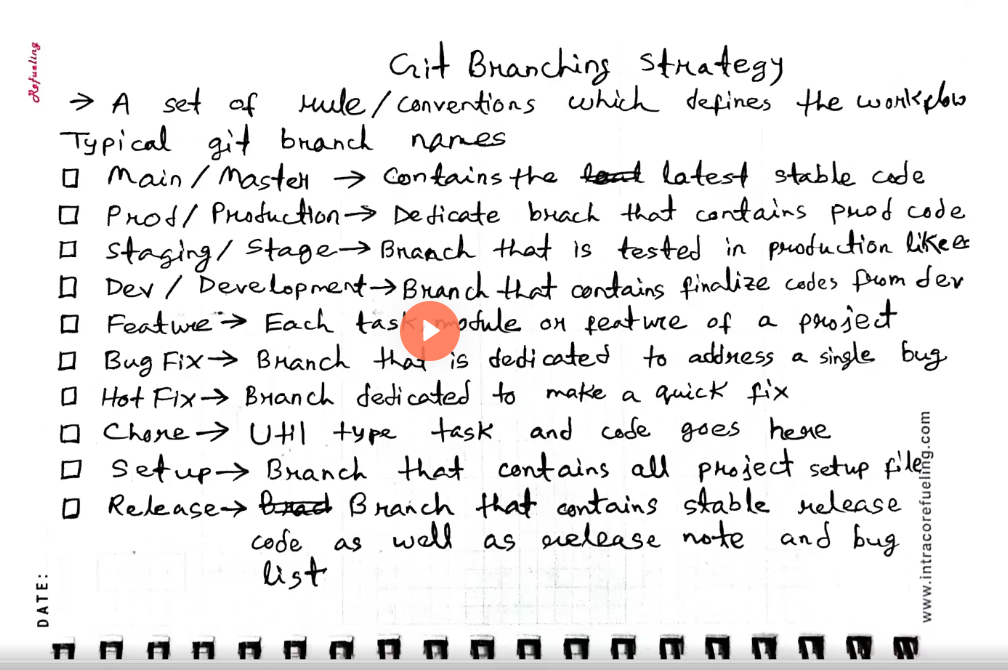 Refueling
Git Branching Strategy
→ A set of rule/conventions which defines the workflow
Typical git branch names
□ Main/Master → Contains the latest stable code
□ Prod/Production → Dedicate brach that contains prod code
□ Staging/Stage → Branch that is tested in production like
□ Dev/Development → Branch that contains finalize codes from dev
□ Feature → Each task, module or feature of a project
□ Bug Fix → Branch that is dedicated to address a single bug
□ Hot Fix → Branch dedicated to make a quick fix
□ Chore → Util type task and code goes here
□ Setup → Branch that contains all project setup file
□ Release → Branch that contains stable release
code as well as release note and bug
list
DATE:
www.intracorefueling.com